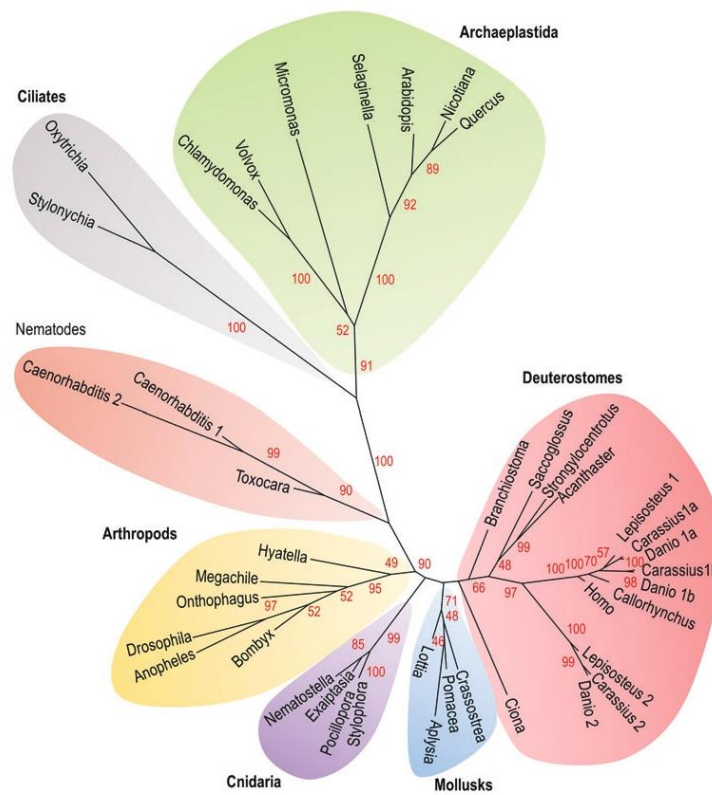 Archaeplastida
Micromonas
Selaginella
Arabidopis
Nicotiana
Quercus
Volvox
Chlamydomonas
89
92
100
100
52
91
Ciliates
Oxytrichia
Stylonychia
100
Nematodes
Caenorhabditis 2
Caenorhabditis 1
Toxocara
99
90
100
Deuterostomes
Branchiostoma
Saccoglossus
Strongylocentrotus
Acanthaster
Lepisosteus 1
Carassius1a
Danio 1a
Carassius1
Danio 1b
Callorhynchus
Homo
99
48
66
97
100
100
70
57
100
98
100
99
Lepisosteus 2
Carassius 2
Danio 2
Ciona
Arthropods
Hyatella
Megachile
Onthophagus
Drosophila
Anopheles
Bombyx
49
95
52
52
97
90
Nematostella
Exaiptasia
Pocillopora
Stylophora
85
99
100
Cnidaria
71
48
46
Lottia
Aplysia
Pomacea
Crassostrea
Mollusks